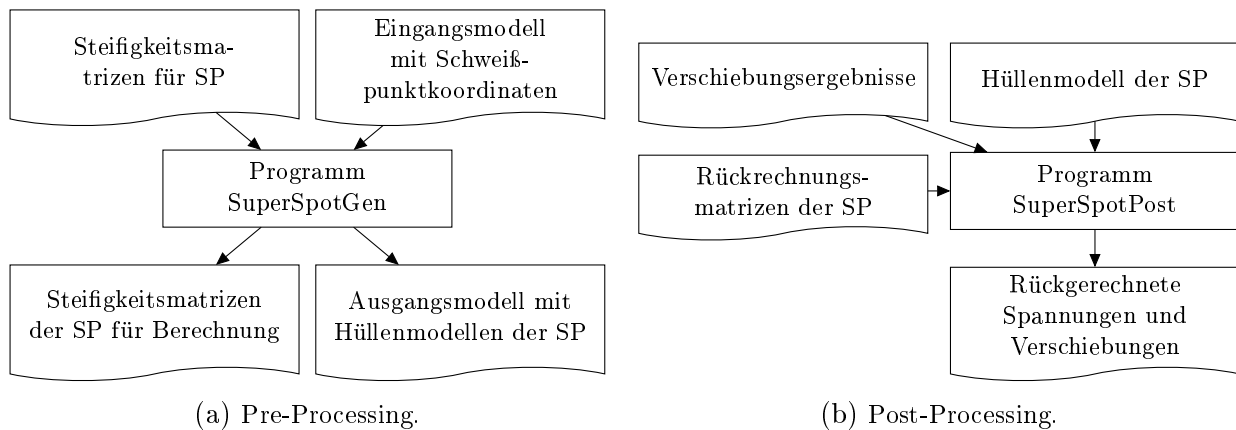 Steifigkeitsma-
trizen für SP
Eingangsmodell
mit Schweiß-
punktkoordinaten
Programm
SuperSpotGen
Steifigkeitsmatrizen
der SP für Berechnung
Ausgangsmodell mit
Hüllenmodellen der SP
(a) Pre-Processing.
Verschiebungsergebnisse
Hüllenmodell der SP
Rückrechnungs-
matrizen der SP
Programm
SuperSpotPost
Rückgerechnete
Spannungen und
Verschiebungen
(b) Post-Processing.